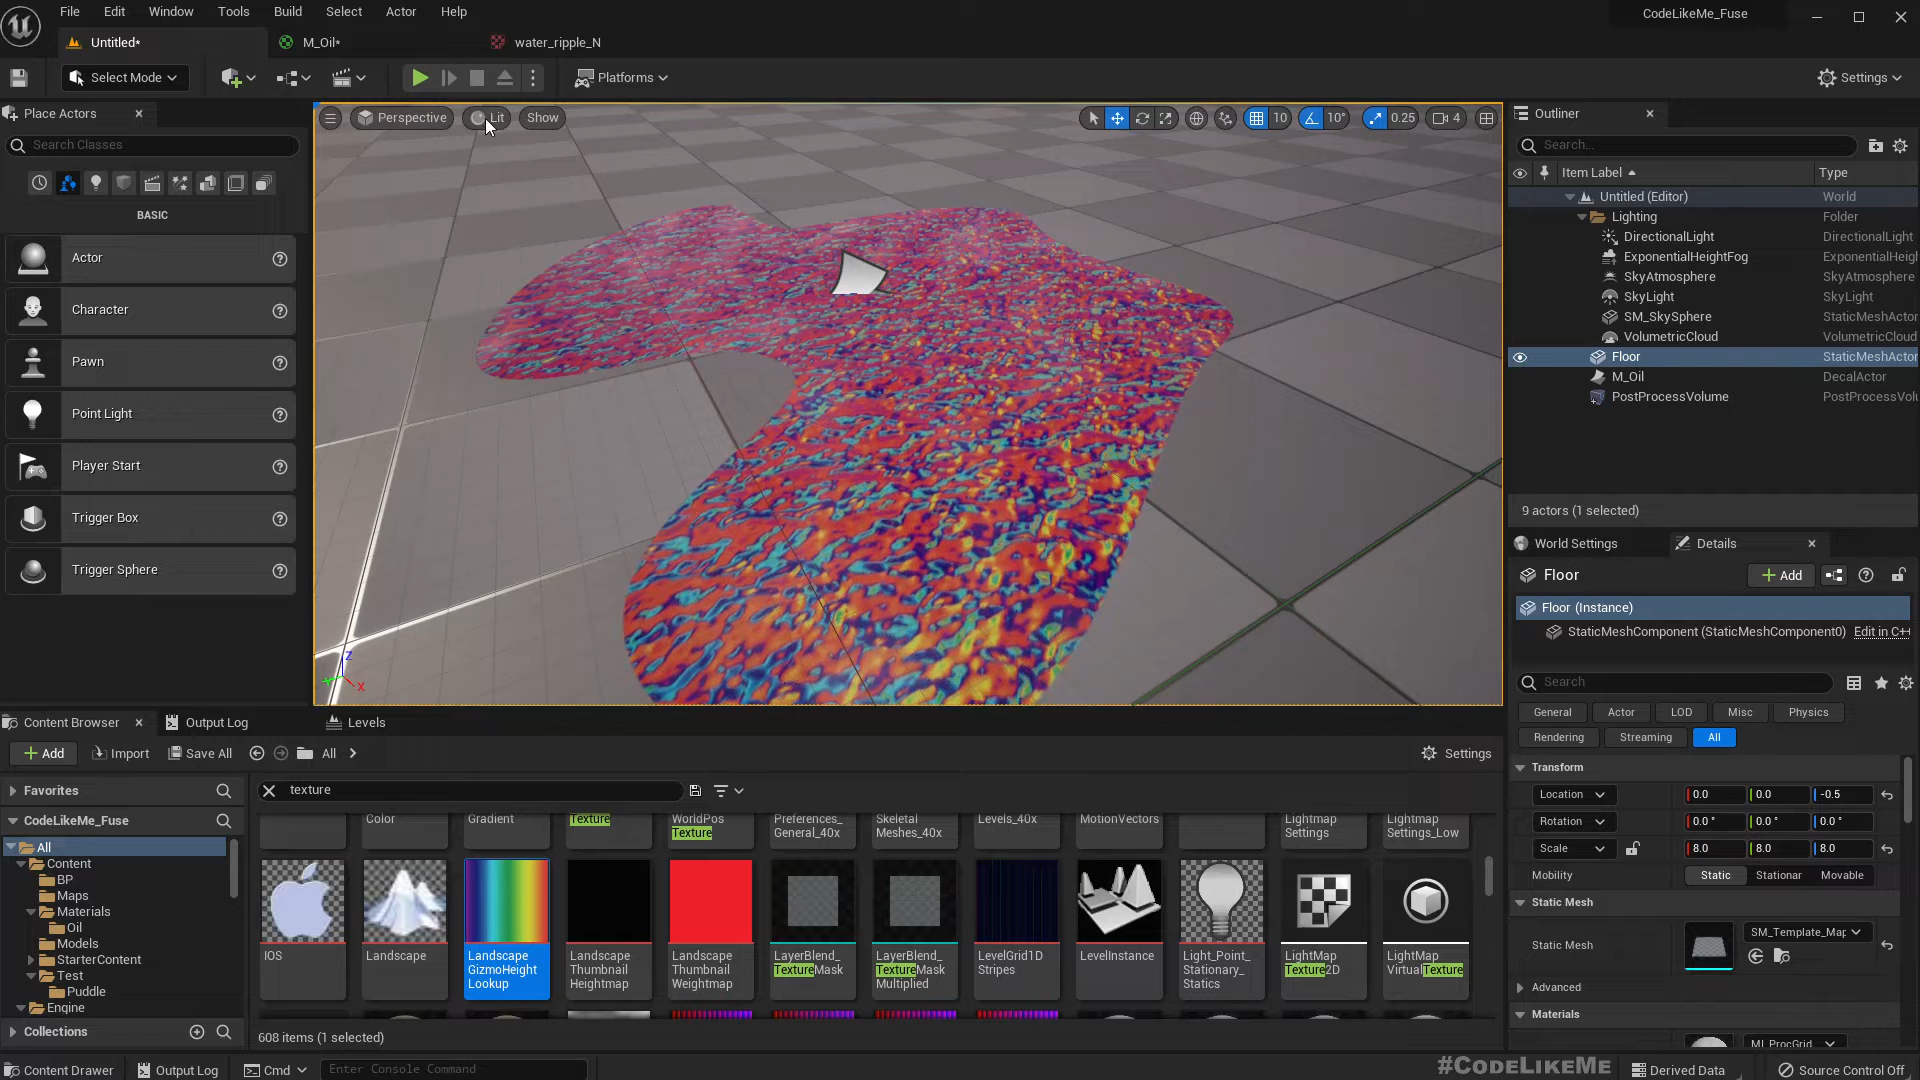 File Edit Window Tools Build Select Actor Help
CodeLikeMe_Fuse
Untitled*
M_Oil*
water_ripple_N
Select Mode
Platforms
Settings
Place Actors
Search Classes
BASIC
Actor
Character
Pawn
Point Light
Player Start
Trigger Box
Trigger Sphere
Perspective
Lit
Show
10
10°
0.25
4
Z
X
Outliner
Search...
Item Label
Type
Untitled (Editor) World
Lighting Folder
DirectionalLight DirectionalLight
ExponentialHeightFog ExponentialHeigl
SkyAtmosphere SkyAtmosphere
SkyLight SkyLight
SM_SkySphere StaticMeshActor
VolumetricCloud VolumetricCloud
Floor StaticMeshActor
M_Oil DecalActor
PostProcessVolume PostProcessVolu
9 actors (1 selected)
World Settings
Details
Floor
Add
Floor (Instance)
StaticMeshComponent (StaticMeshComponent0) Edit in C++
Search
General Actor LOD Misc Physics
Rendering Streaming All
Transform
Location 0.0 0.0 -0.5
Rotation 0.0° 0.0° 0.0°
Scale 8.0 8.0 8.0
Mobility Static Stationar Movable
Static Mesh
Static Mesh SM_Template_Map
Advanced
Materials
MI_ProcGrid
Content Browser
Output Log
Levels
Add
Import
Save All
All
Settings
Favorites
CodeLikeMe_Fuse
All
Content
BP
Maps
Materials
Oil
Models
StarterContent
Test
Puddle
Engine
Collections
texture
Color
Gradient
Texture
WorldPos
Texture
Preferences_
General_40x
Skeletal
Meshes_40x
Levels_40x
MotionVectors
Lightmap
Settings
Lightmap
Settings_Low
IOS
Landscape
Landscape
GizmoHeight
Lookup
Landscape
Thumbnail
Heightmap
Landscape
Thumbnail
Weightmap
LayerBlend_
TextureMask
LayerBlend_
TextureMask
Multiplied
LevelGrid1D
Stripes
LevelInstance
Light_Point_
Stationary_
Statics
LightMap
Texture2D
LightMap
VirtualTexture
608 items (1 selected)
Content Drawer
Output Log
Cmd
Enter Console Command
#CODELIKEME
Derived Data
Source Control Off